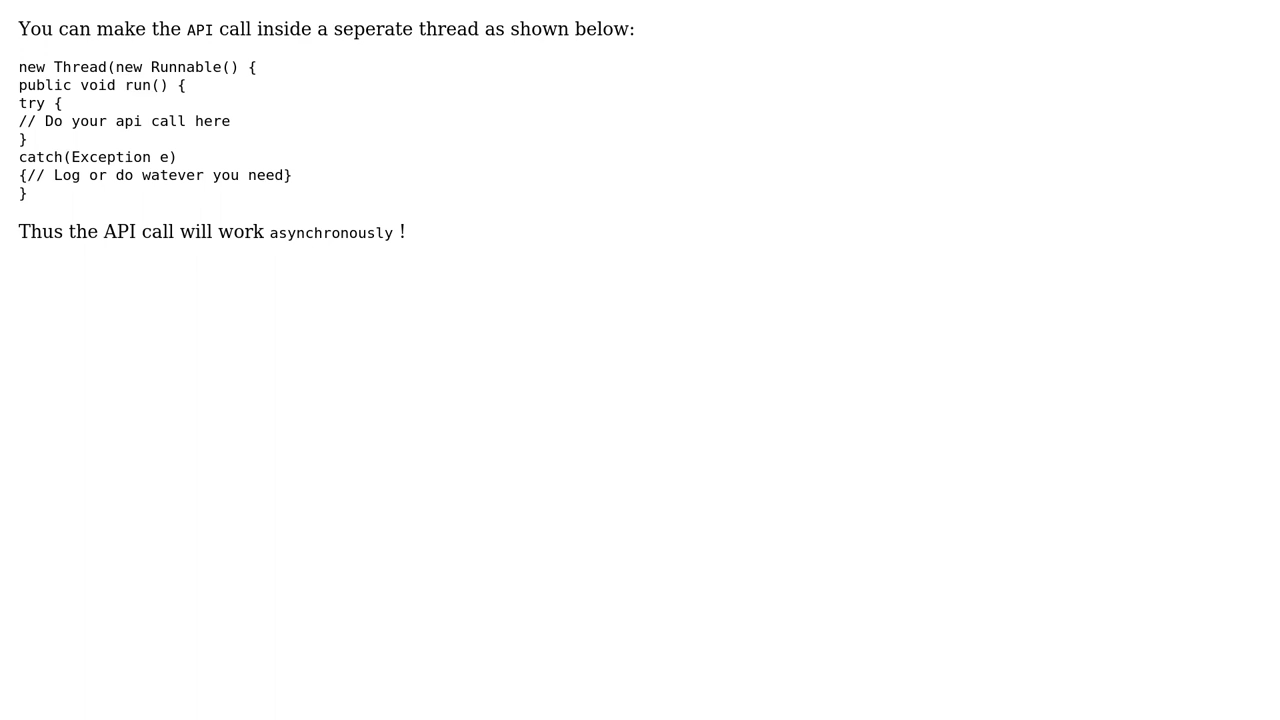 You can make the API call inside a seperate thread as shown below:
new Thread(new Runnable() {
public void run() {
try {
// Do your api call here
}
catch(Exception e)
{// Log or do watever you need}
}
Thus the API call will work asynchronously !